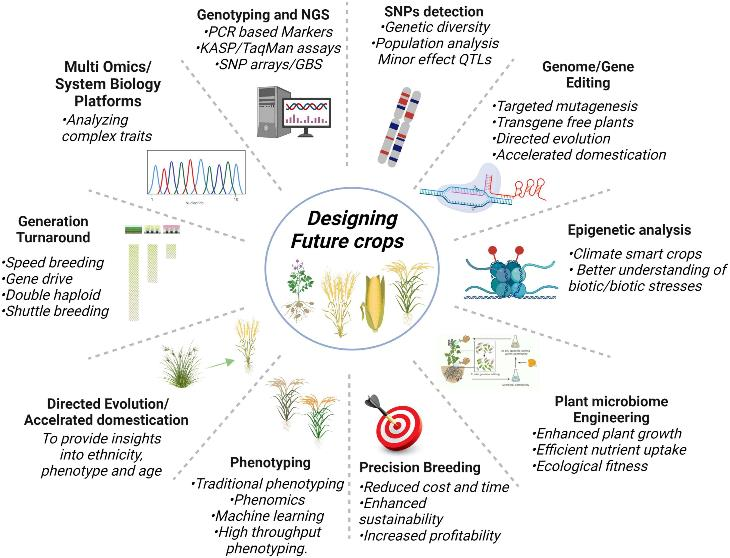 Genotyping and NGS
•PCR based Markers
•KASP/TaqMan assays
•SNP arrays/GBS
SNPs detection
•Genetic diversity
•Population analysis
Minor effect QTLs
Genome/Gene
Editing
•Targeted mutagenesis
•Transgene free plants
•Directed evolution
•Accelerated domestication
Epigenetic analysis
•Climate smart crops
• Better understanding of
biotic/biotic stresses
Plant microbiome
Engineering
•Enhanced plant growth
•Efficient nutrient uptake
•Ecological fitness
Precision Breeding
•Reduced cost and time
•Enhanced
sustainability
•Increased profitability
Phenotyping
•Traditional phenotyping
•Phenomics
•Machine learning
•High throughput
phenotyping.
Directed Evolution/
Accelrated domestication
To provide insights
into ethnicity,
phenotype and age
Generation
Turnaround
•Speed breeding
•Gene drive
•Double haploid
•Shuttle breeding
Multi Omics/
System Biology
Platforms
•Analyzing
complex traits
Designing
Future crops